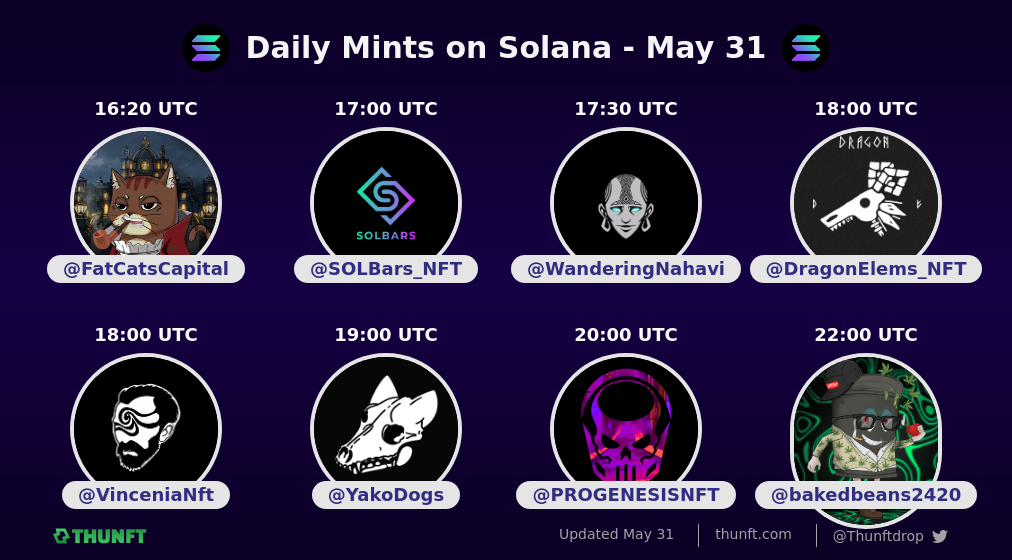 Daily Mints on Solana - May 31
16:20 UTC
17:00 UTC
17:30 UTC
18:00 UTC
SOLBARS
DRAGON
@FatCatsCapital
@SOLBars_NFT
@WanderingNahavi
@DragonElems_NFT
18:00 UTC
19:00 UTC
20:00 UTC
22:00 UTC
@VinceniaNft
@YakoDogs
@PROGENESISNFT
@bakedbeans2420
THUNFT
Updated May 31
thunft.com
@Thunftdrop